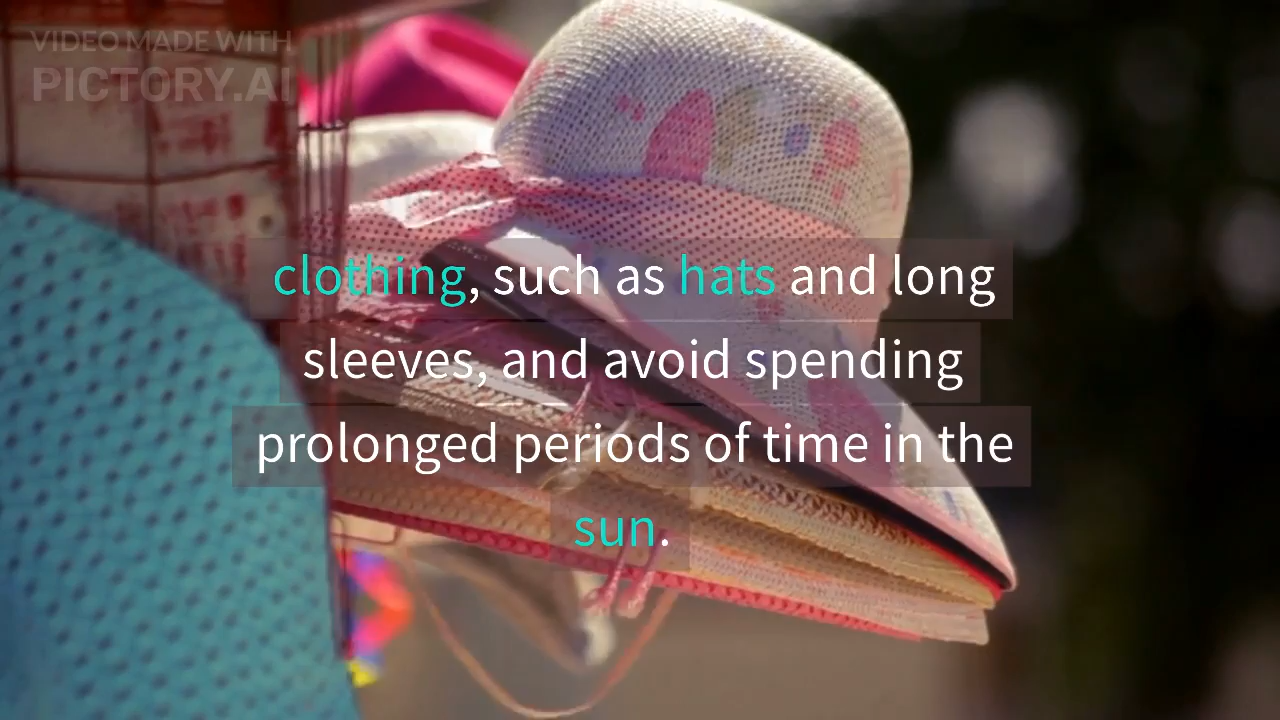 VIDEO MADE WITH
PICTORY.AI
clothing, such as hats and long
sleeves, and avoid spending
prolonged periods of time in the
sun.